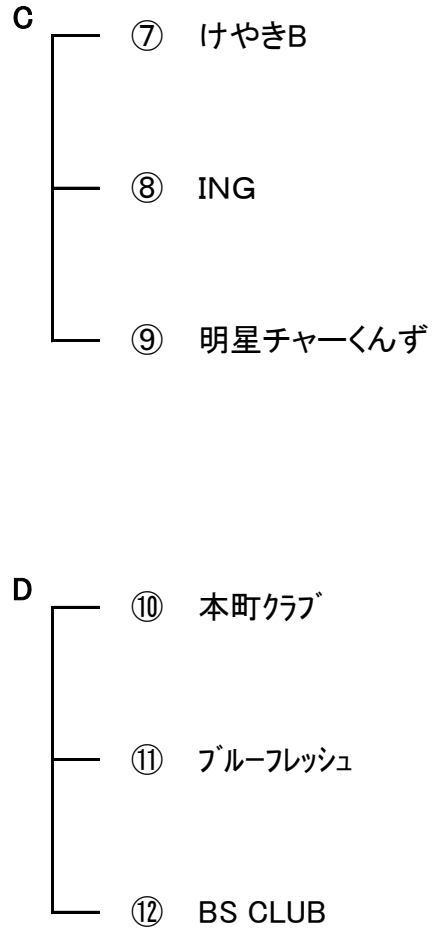 C
⑦ けやきB
⑧ ING
⑨ 明星チャーくんず
D
⑩ 本町ｸﾗﾌﾞ
⑪ ﾌﾞﾙｰﾌﾚｯｼｭ
⑫ BS CLUB